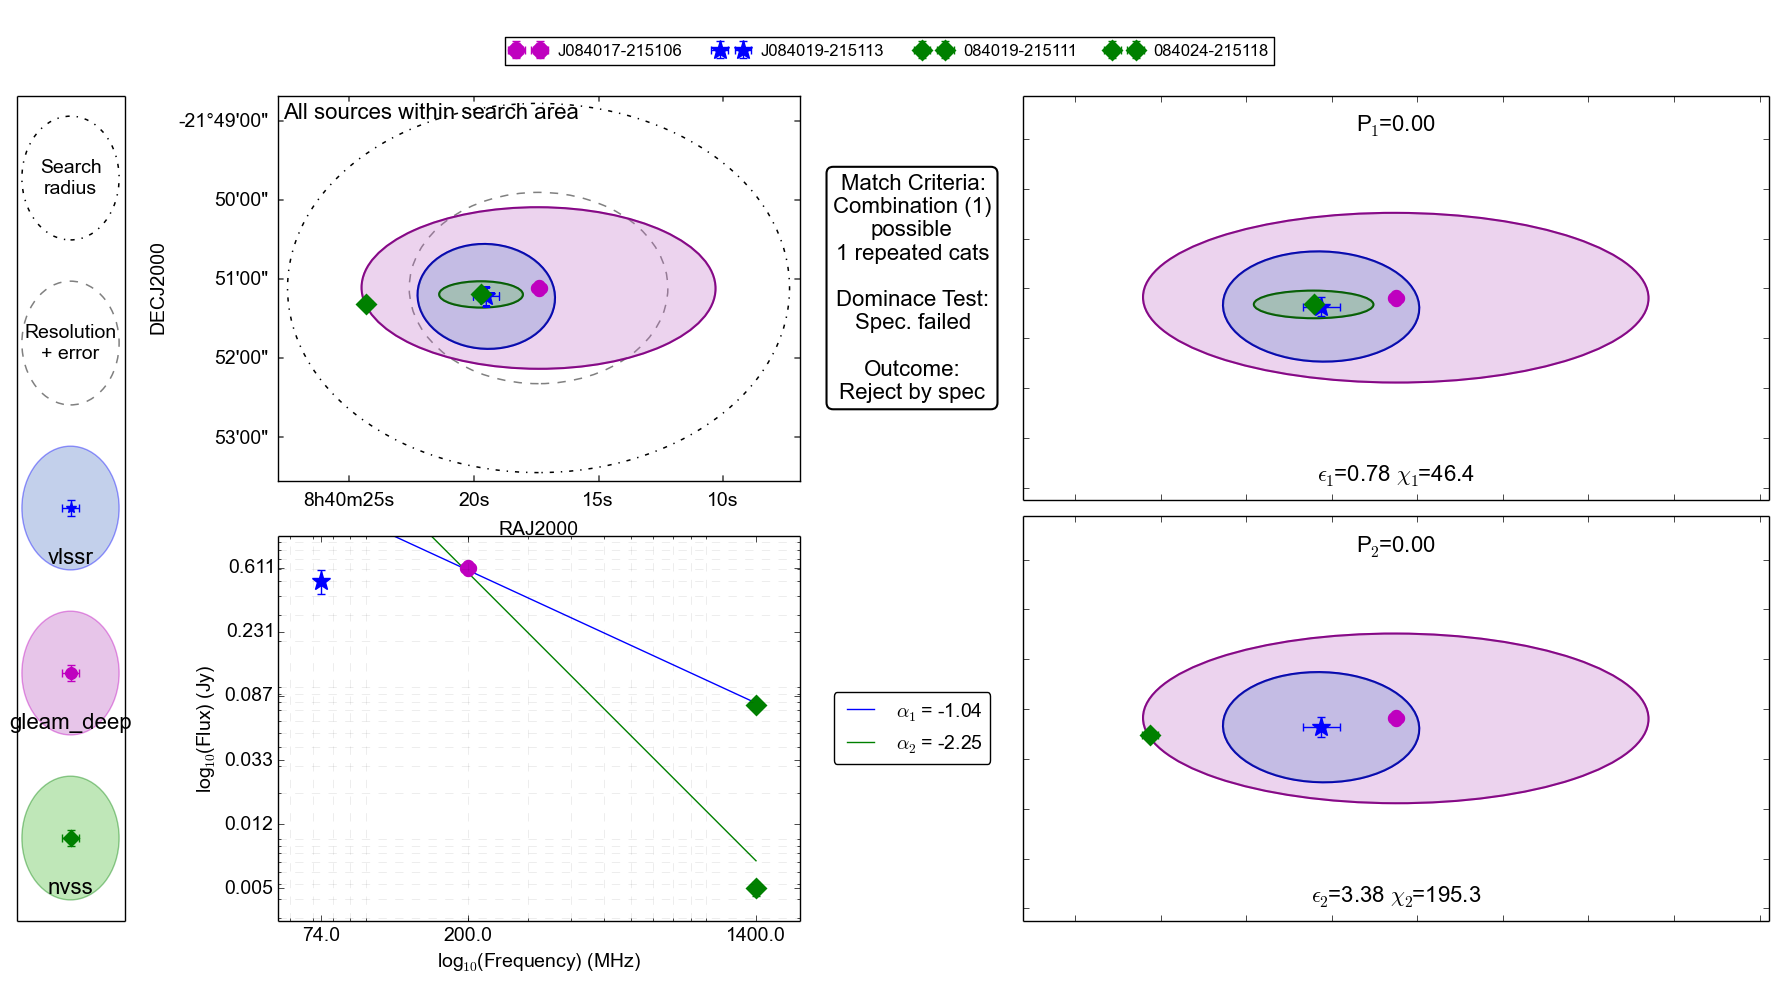 J084017-215106 J084019-215113 084019-215111 084024-215118
Search
radius
Resolution
+ error
vlssr
gleam_deep
nvss
All sources within search area
DECJ2000
-21°49'00"
50'00"
51'00"
52'00"
53'00"
8h40m25s 20s 15s 10s
RAJ2000
Match Criteria:
Combination (1)
possible
1 repeated cats
Dominace Test:
Spec. failed
Outcome:
Reject by spec
P₁=0.00
ϵ₁=0.78 χ₁=46.4
log₁₀(Flux) (Jy)
0.611
0.231
0.087
0.033
0.012
0.005
74.0 200.0 1400.0
log₁₀(Frequency) (MHz)
α₁ = -1.04
α₂ = -2.25
P₂=0.00
ϵ₂=3.38 χ₂=195.3